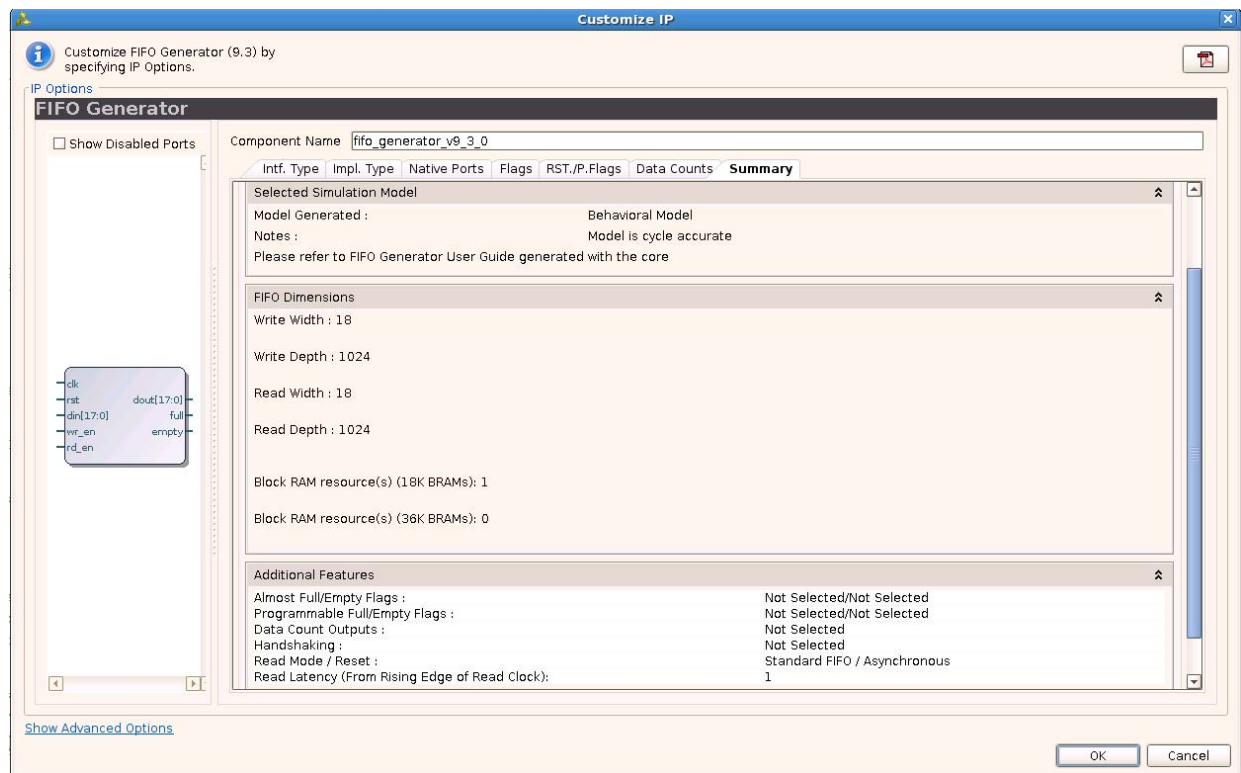 Customize IP
Customize FIFO Generator (9.3) by
specifying IP Options.
IP Options
FIFO Generator
Show Disabled Ports
Component Name fifo_generator_v9_3_0
Intf. Type Impl. Type Native Ports Flags RST./P.Flags Data Counts Summary
Selected Simulation Model
Model Generated : Behavioral Model
Notes : Model is cycle accurate
Please refer to FIFO Generator User Guide generated with the core
FIFO Dimensions
Write Width : 18
Write Depth : 1024
Read Width : 18
Read Depth : 1024
Block RAM resource(s) (18K BRAMs): 1
Block RAM resource(s) (36K BRAMs): 0
clk
rst dout[17:0]
din[17:0] full
wr_en empty
rd_en
Additional Features
Almost Full/Empty Flags : Not Selected/Not Selected
Programmable Full/Empty Flags : Not Selected/Not Selected
Data Count Outputs : Not Selected
Handshaking : Not Selected
Read Mode / Reset : Standard FIFO / Asynchronous
Read Latency (From Rising Edge of Read Clock): 1
Show Advanced Options
OK Cancel